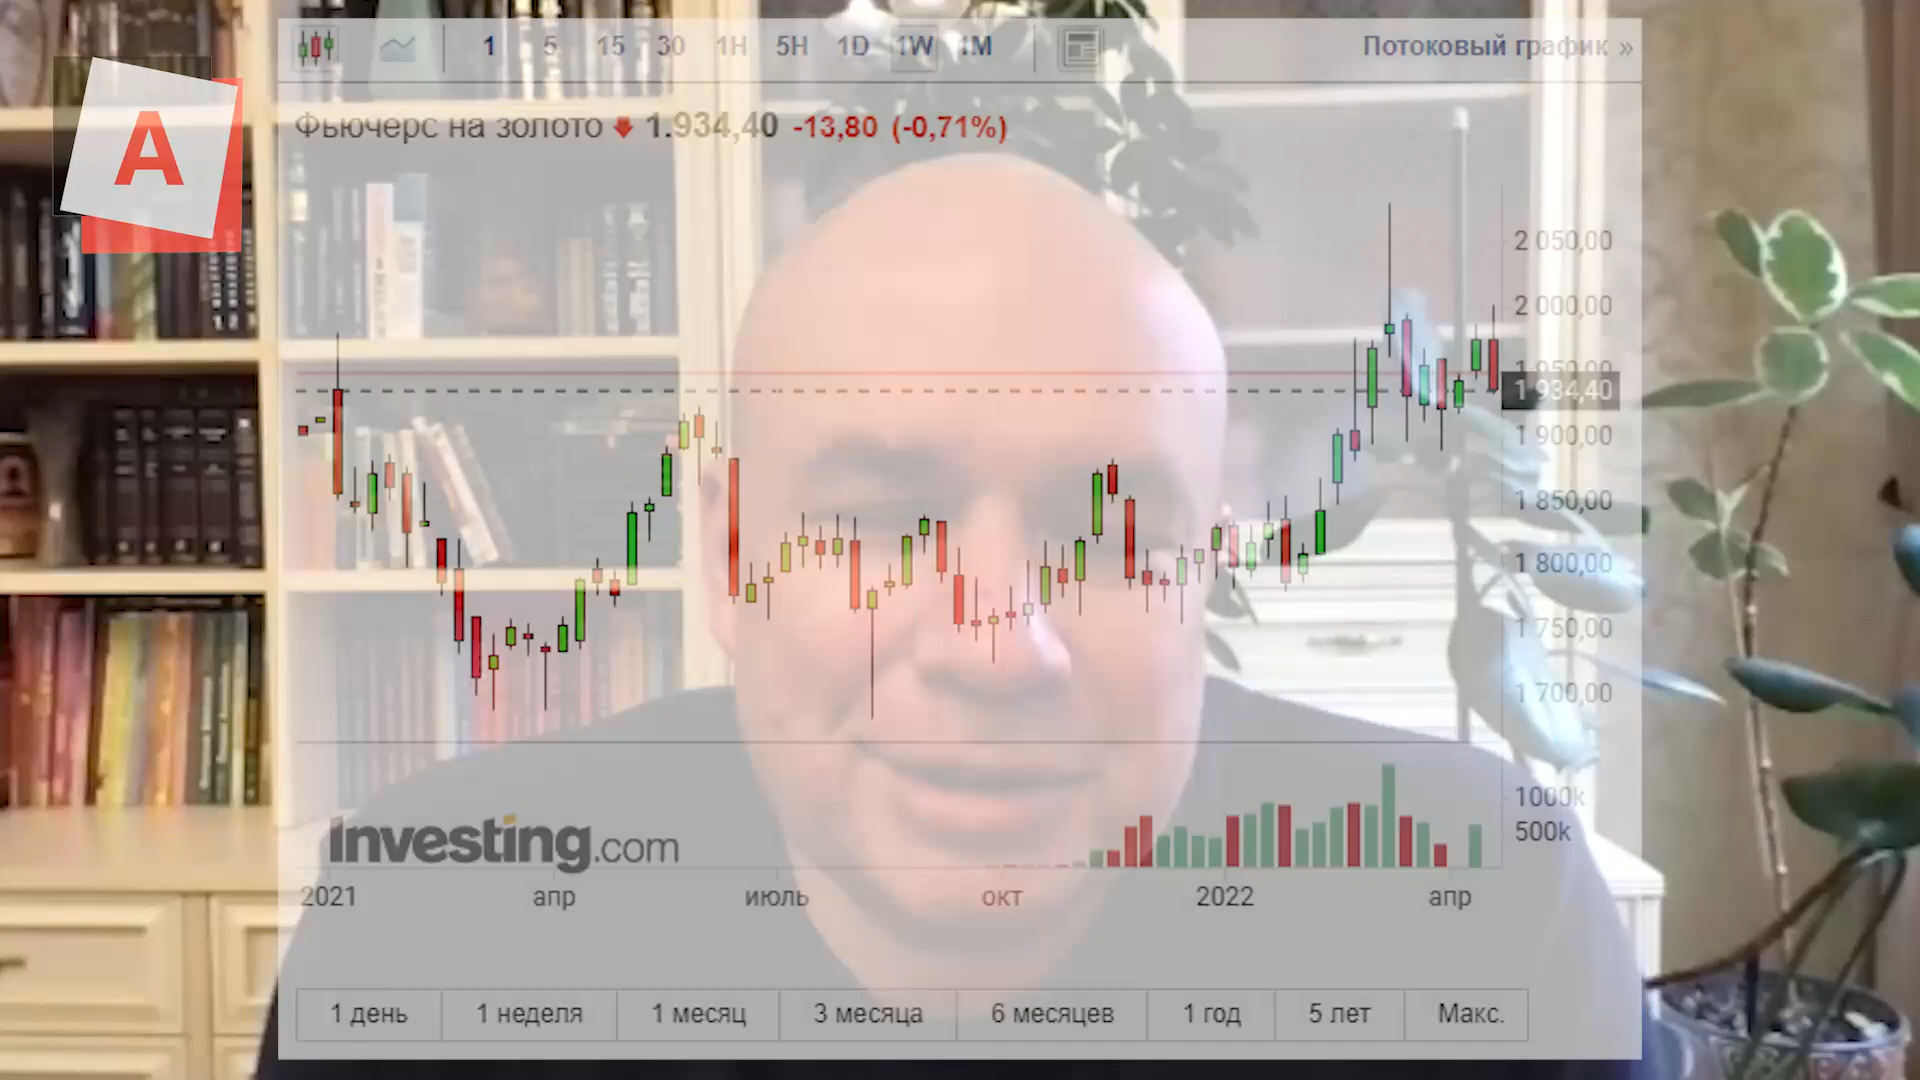 A
1 5 15 30 1H 5H 1D 1W 1M
Потоковый график »
Фьючерс на золото 1.934,40 -13,80 (-0,71%)
2 050,00
2 000,00
1 950,00
1 934,40
1 900,00
1 850,00
1 800,00
1 750,00
1 700,00
1000k
500k
Investing.com
2021 апр июль окт 2022 апр
1 день 1 неделя 1 месяц 3 месяца 6 месяцев 1 год 5 лет Макс.